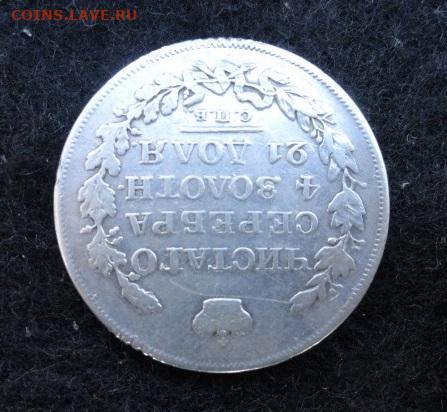 COINS.LAVE.RU
ЧИСТАГО
СЕРЕБРА
4 ЗОЛОТН.
21 ДОЛЯ.
С.П.Б.